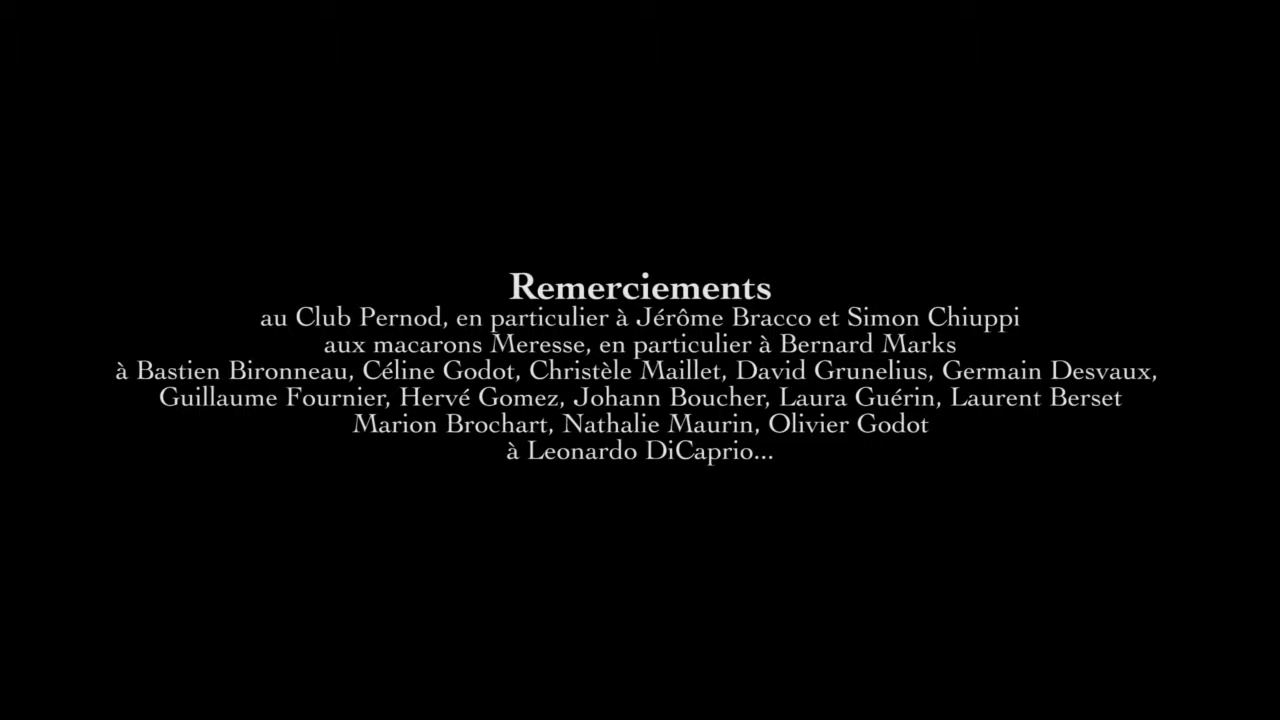 Remerciements
au Club Pernod, en particulier à Jérôme Bracco et Simon Chiuppi
aux macarons Meresse, en particulier à Bernard Marks
à Bastien Bironneau, Céline Godot, Christèle Maillet, David Grunelius, Germain Desvaux,
Guillaume Fournier, Hervé Gomez, Johann Boucher, Laura Guérin, Laurent Berset
Marion Brochart, Nathalie Maurin, Olivier Godot
à Leonardo DiCaprio...